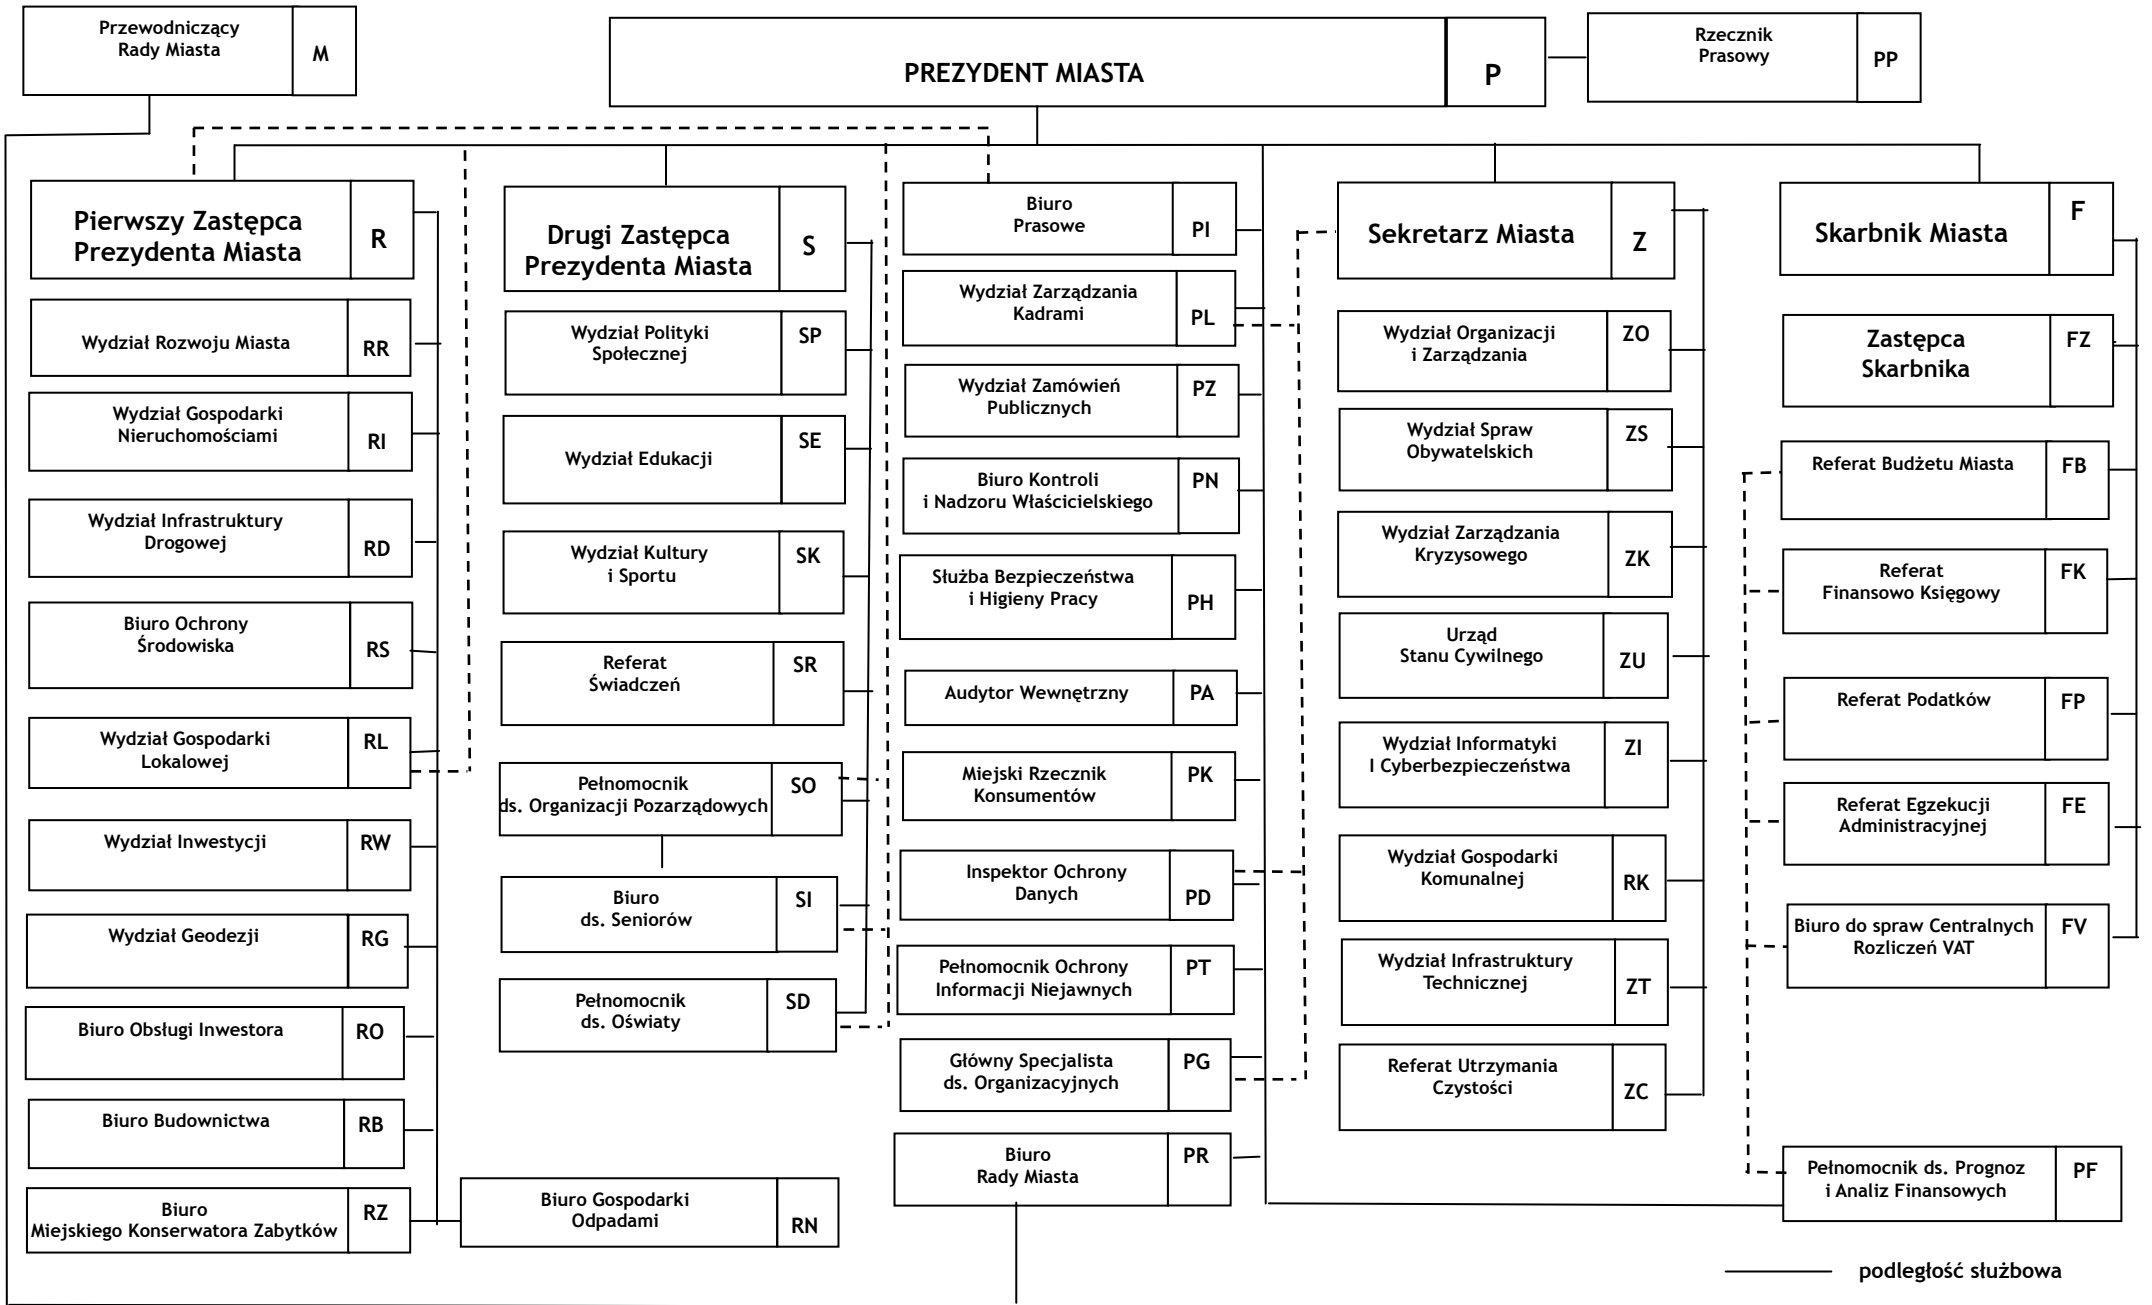 Przewodniczący
Rady Miasta
M
PREZYDENT MIASTA
P
Rzecznik
Prasowy
PP
Pierwszy Zastępca
Prezydenta Miasta
R
Wydział Rozwoju Miasta
RR
Wydział Gospodarki
Nieruchomościami
RI
Wydział Infrastruktury
Drogowej
RD
Biuro Ochrony
Środowiska
RS
Wydział Gospodarki
Lokalowej
RL
Wydział Inwestycji
RW
Wydział Geodezji
RG
Biuro Obsługi Inwestora
RO
Biuro Budownictwa
RB
Biuro
Miejskiego Konserwatora Zabytków
RZ
Biuro Gospodarki
Odpadami
RN
Drugi Zastępca
Prezydenta Miasta
S
Wydział Polityki
Społecznej
SP
Wydział Edukacji
SE
Wydział Kultury
i Sportu
SK
Referat
Świadczeń
SR
Pełnomocnik
ds. Organizacji Pozarządowych
SO
Biuro
ds. Seniorów
SI
Pełnomocnik
ds. Oświaty
SD
Biuro
Prasowe
PI
Wydział Zarządzania
Kadrami
PL
Wydział Zamówień
Publicznych
PZ
Biuro Kontroli
i Nadzoru Właścicielskiego
PN
Służba Bezpieczeństwa
i Higieny Pracy
PH
Audytor Wewnętrzny
PA
Miejski Rzecznik
Konsumentów
PK
Inspektor Ochrony
Danych
PD
Pełnomocnik Ochrony
Informacji Niejawnych
PT
Główny Specjalista
ds. Organizacyjnych
PG
Biuro
Rady Miasta
PR
Sekretarz Miasta
Z
Wydział Organizacji
i Zarządzania
ZO
Wydział Spraw
Obywatelskich
ZS
Wydział Zarządzania
Kryzysowego
ZK
Urząd
Stanu Cywilnego
ZU
Wydział Informatyki
I Cyberbezpieczeństwa
ZI
Wydział Gospodarki
Komunalnej
RK
Wydział Infrastruktury
Technicznej
ZT
Referat Utrzymania
Czystości
ZC
Skarbnik Miasta
F
Zastępca
Skarbnika
FZ
Referat Budżetu Miasta
FB
Referat
Finansowo Księgowy
FK
Referat Podatków
FP
Referat Egzekucji
Administracyjnej
FE
Biuro do spraw Centralnych
Rozliczeń VAT
FV
Pełnomocnik ds. Prognoz
i Analiz Finansowych
PF
podległość służbowa